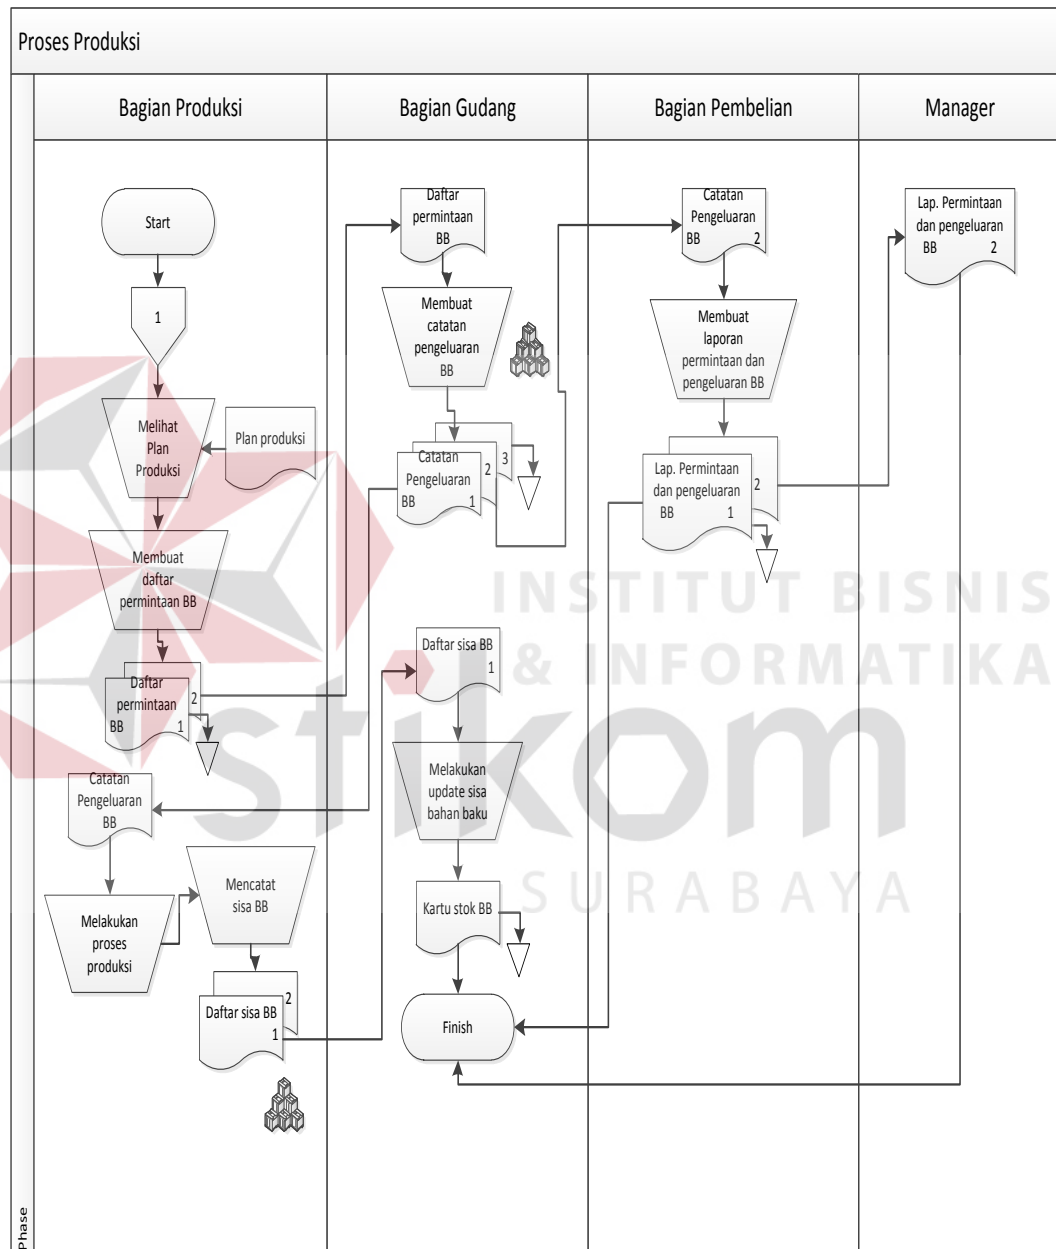 Proses Produksi
Bagian Produksi
Bagian Gudang
Bagian Pembelian
Manager
Start
1
Melihat
Plan
Produksi
Plan produksi
Membuat
daftar
permintaan BB
Daftar
permintaan
BB
1
2
Catatan
Pengeluaran
BB
Melakukan
proses
produksi
Mencatat
sisa BB
Daftar sisa BB
1
2
Daftar
permintaan
BB
Membuat
catatan
pengeluaran
BB
Catatan
Pengeluaran
BB
1
2
3
Daftar sisa BB
1
Melakukan
update sisa
bahan baku
Kartu stok BB
Finish
Catatan
Pengeluaran
BB
2
Membuat
laporan
permintaan dan
pengeluaran BB
Lap. Permintaan
dan pengeluaran
BB
1
2
Lap. Permintaan
dan pengeluaran
BB
2
Phase
INSTITUT BISNIS
& INFORMATIKA
stikom
SURABAYA